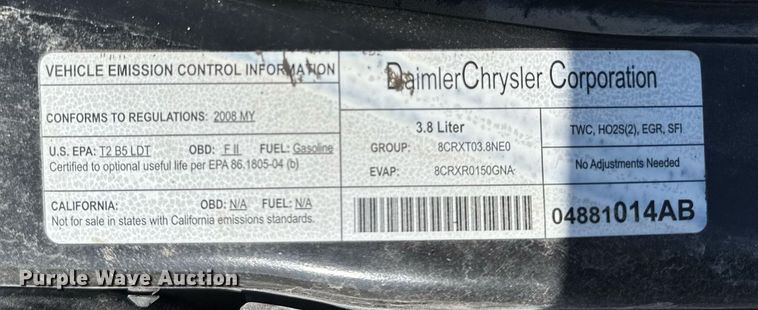 VEHICLE EMISSION CONTROL INFORMATION
DaimlerChrysler Corporation
CONFORMS TO REGULATIONS: 2008 MY
U.S. EPA: T2 B5 LDT OBD: F II FUEL: Gasoline
Certified to optional useful life per EPA 86.1805-04 (b)
CALIFORNIA: OBD: N/A FUEL: N/A
Not for sale in states with California emissions standards.
3.8 Liter
GROUP: 8CRXT03.8NE0
EVAP: 8CRXR0150GNA
TWC, HO2S(2), EGR, SFI
No Adjustments Needed
04881014AB
Purple Wave Auction